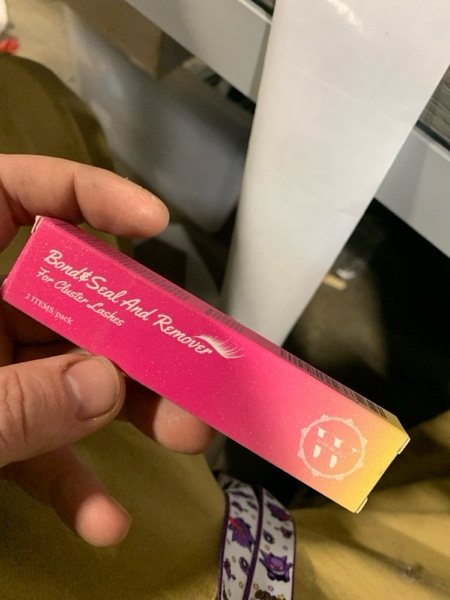 Bond&Seal And Remover
For Cluster Lashes
2 ITEMS/pack
W